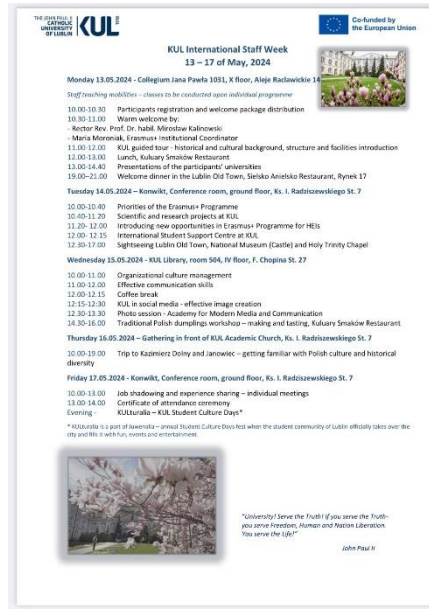 THE JOHN PAUL II
CATHOLIC
UNIVERSITY
OF LUBLIN
KUL
Co-funded by
the European Union
KUL International Staff Week
13 – 17 of May, 2024
Monday 13.05.2024 - Collegium Jana Pawła 1031, X floor, Aleje Racławickie 14
Staff teaching mobilities – classes to be conducted upon individual programme
10.00-10.30 Participants registration and welcome package distribution
10.30-11.00 Warm welcome by:
- Rector Rev. Prof. Dr. habil. Mirosław Kalinowski
- Maria Moroniak, Erasmus+ Institutional Coordinator
11.00-12.00 KUL guided tour - historical and cultural background, structure and facilities introduction
12.00-13.00 Lunch, Kuluary Smaków Restaurant
13.00-14.40 Presentations of the participants' universities
19.00–21.00 Welcome dinner in the Lublin Old Town, Sielsko Anielsko Restaurant, Rynek 17
Tuesday 14.05.2024 - Konwikt, Conference room, ground floor, Ks. I. Radziszewskiego St. 7
10.00-10.40 Priorities of the Erasmus+ Programme
10.40-11.20 Scientific and research projects at KUL
11.20- 12.00 Introducing new opportunities in Erasmus+ Programme for HEIs
12.00- 12.15 International Student Support Centre at KUL
12.30-17.00 Sightseeing Lublin Old Town, National Museum (Castle) and Holy Trinity Chapel
Wednesday 15.05.2024 - KUL Library, room 504, IV floor, F. Chopina St. 27
10.00-11.00 Organizational culture management
11.00-12.00 Effective communication skills
12.00-12.15 Coffee break
12:15-12:30 KUL in social media - effective image creation
12.30-13.30 Photo session - Academy for Modern Media and Communication
14.30-16.00 Traditional Polish dumplings workshop – making and tasting, Kuluary Smaków Restaurant
Thursday 16.05.2024 – Gathering in front of KUL Academic Church, Ks. I. Radziszewskiego St. 7
10.00-19.00 Trip to Kazimierz Dolny and Janowiec – getting familiar with Polish culture and historical
diversity
Friday 17.05.2024 - Konwikt, Conference room, ground floor, Ks. I. Radziszewskiego St. 7
10.00-13.00 Job shadowing and experience sharing – individual meetings
13.00-14.00 Certificate of attendance ceremony
Evening - KULturalia – KUL Student Culture Days*
* KULturalia is a part of Juwenalia – annual Student Culture Days fest when the student community of Lublin officially takes over the
city and fills it with fun, events and entertainment.
"University! Serve the Truth! If you serve the Truth-
you serve Freedom, Human and Nation Liberation.
You serve the Life!"
John Paul II